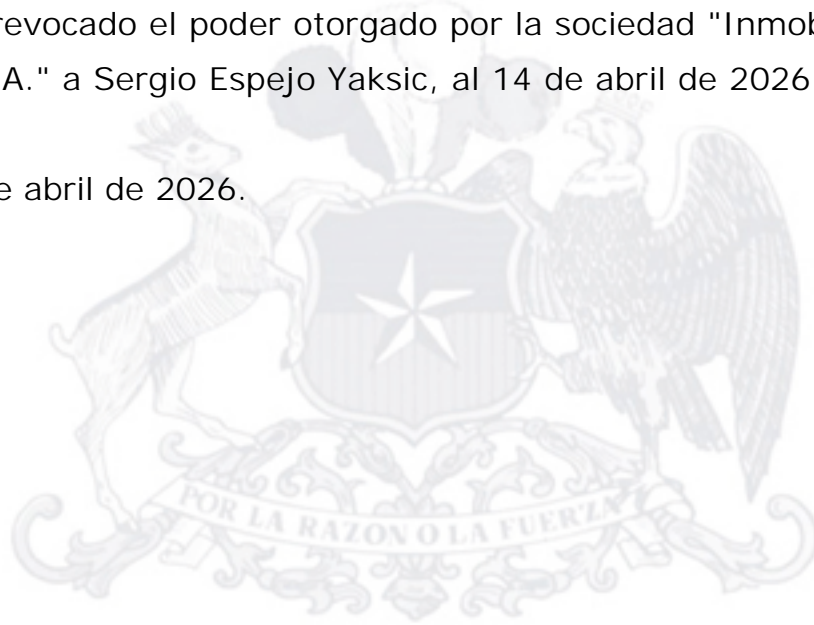 revocado el poder otorgado por la sociedad "Inmob
A." a Sergio Espejo Yaksic, al 14 de abril de 2026
e abril de 2026.
POR LA RAZON O LA FUERZA